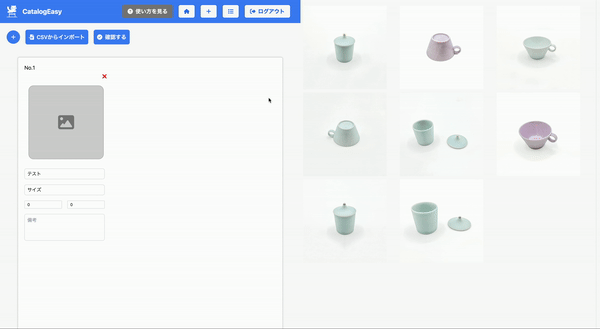 CatalogEasy
使い方を見る
ログアウト
CSVからインポート
確認する
No.1
テスト
サイズ
0
0
備考